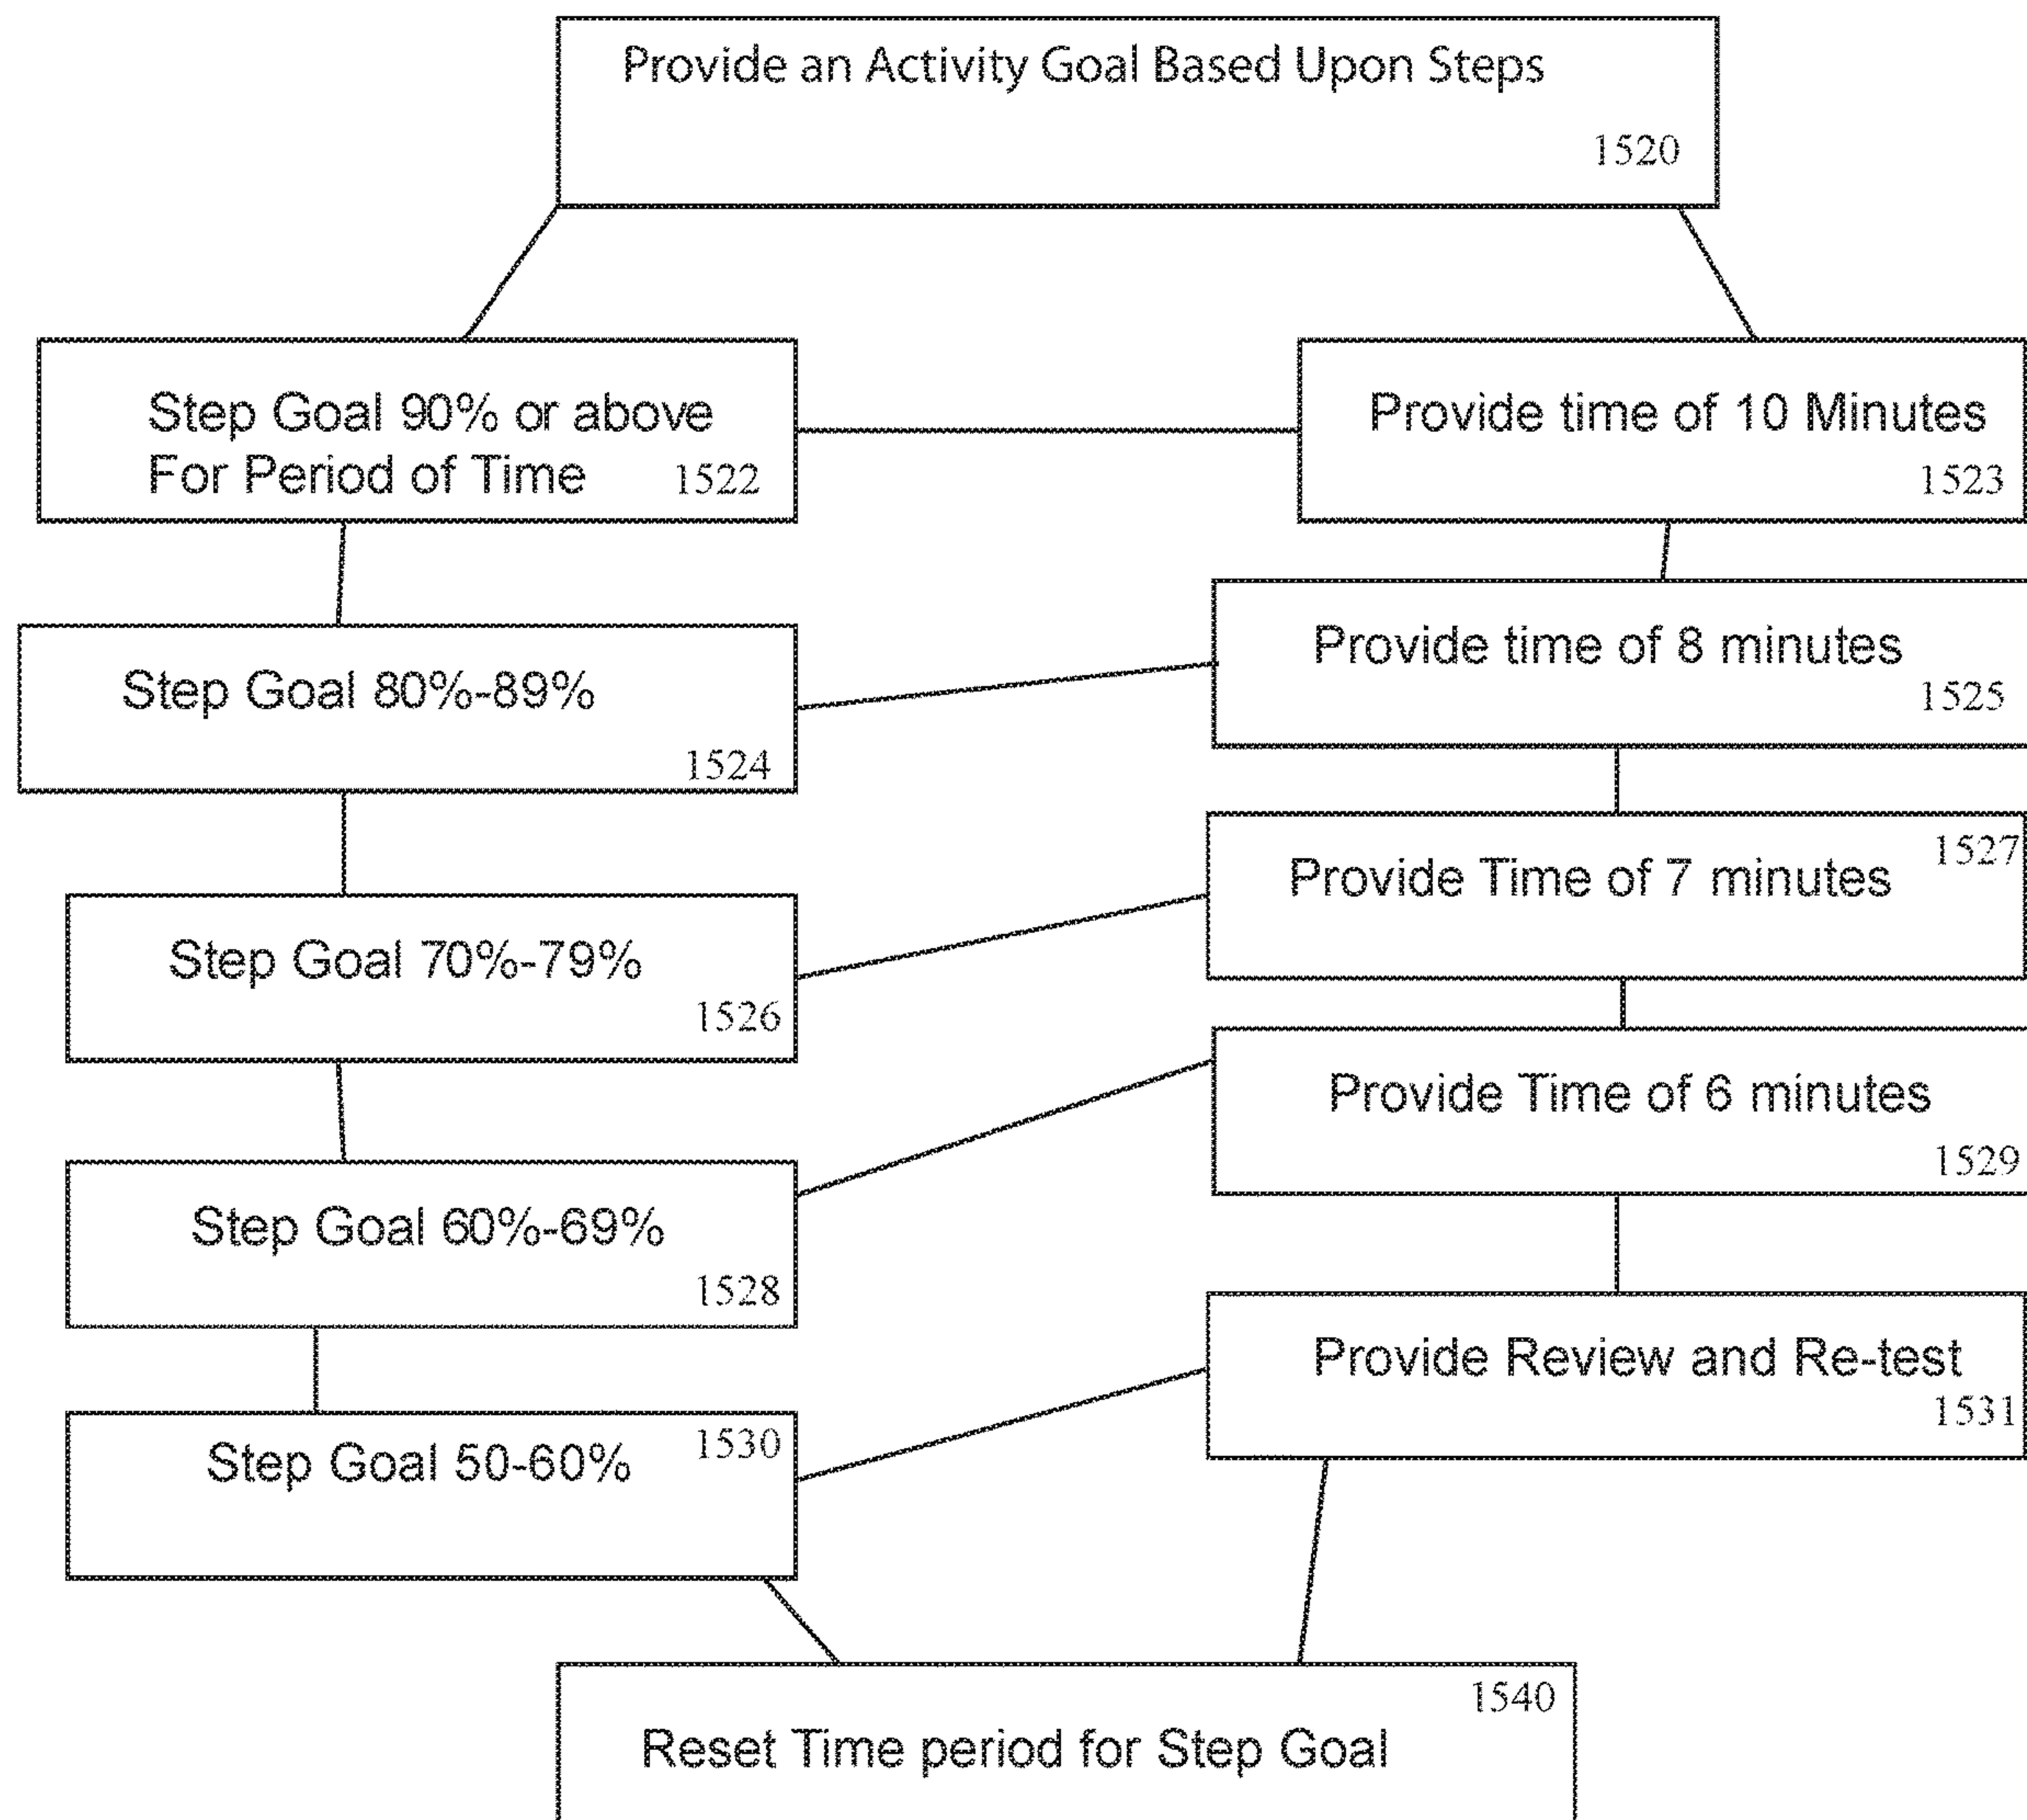 Provide an Activity Goal Based Upon Steps
1520
Step Goal 90% or above
For Period of Time 1522
Provide time of 10 Minutes
1523
Step Goal 80%-89%
1524
Provide time of 8 minutes
1525
Step Goal 70%-79%
1526
1527
Provide Time of 7 minutes
Step Goal 60%-69%
1528
Provide Time of 6 minutes
1529
1530
Step Goal 50-60%
Provide Review and Re-test
1531
1540
Reset Time period for Step Goal